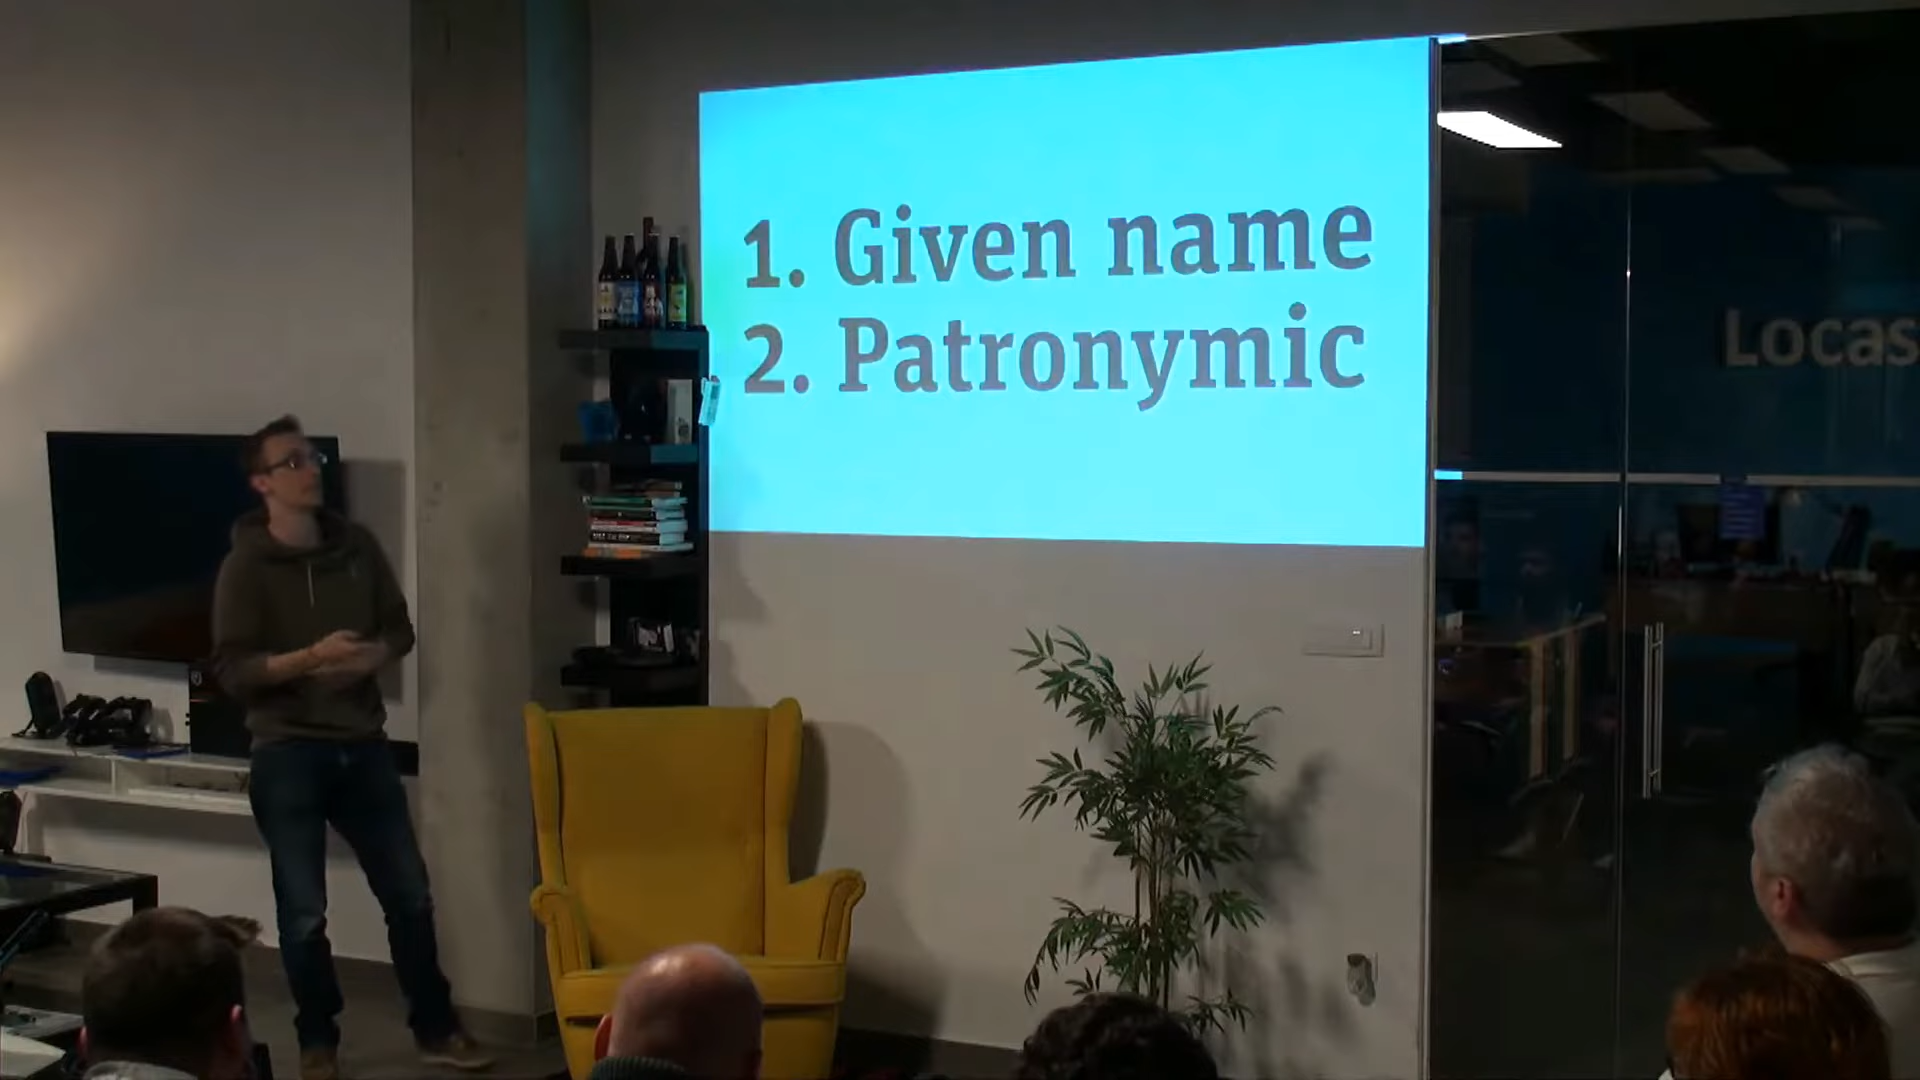 1. Given name
2. Patronymic
Locas